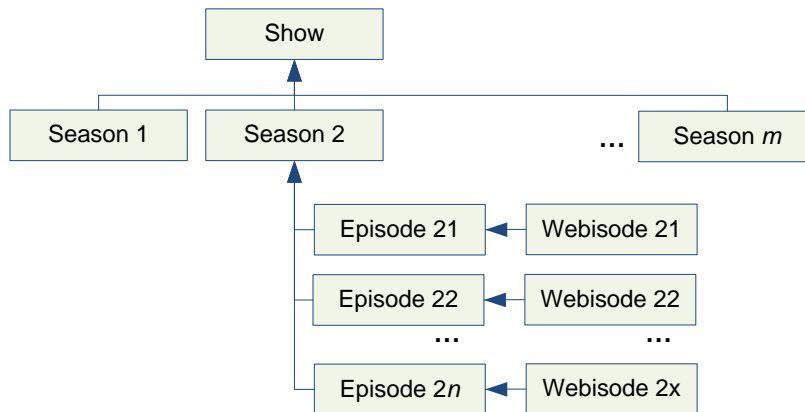 Show
Season 1
Season 2
... Season m
Episode 21 Webisode 21
Episode 22 Webisode 22
... ...
Episode 2n Webisode 2x